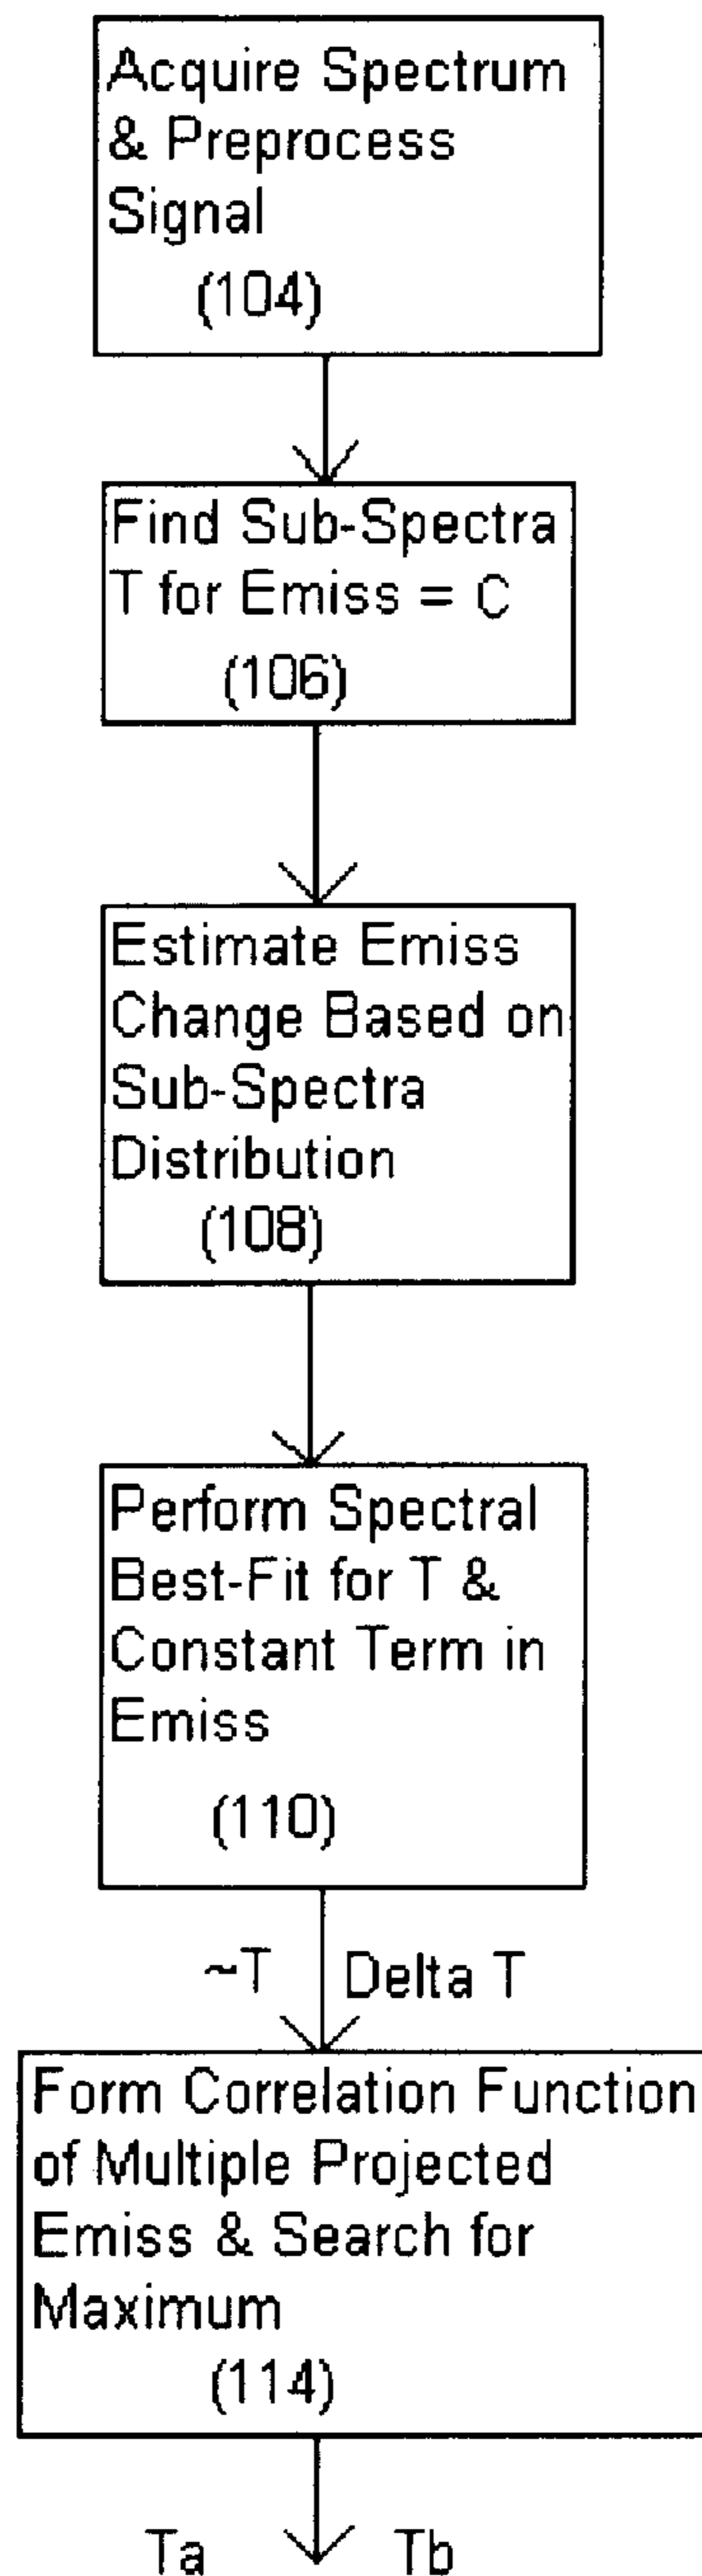 Acquire Spectrum
& Preprocess
Signal
(104)
Find Sub-Spectra
T for Emiss = C
(106)
Estimate Emiss
Change Based on
Sub-Spectra
Distribution
(108)
Perform Spectral
Best-Fit for T &
Constant Term in
Emiss
(110)
~T Delta T
Form Correlation Function
of Multiple Projected
Emiss & Search for
Maximum
(114)
Ta Tb